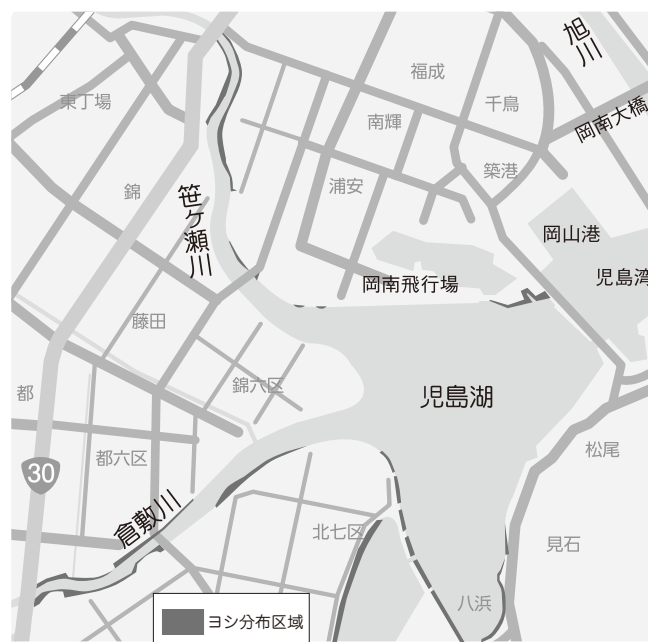 旭川
福成
東丁場
千鳥
南輝
岡南大橋
築港
浦安
錦
笹ヶ瀬川
岡山港
児島湾
岡南飛行場
藤田
錦六区
都
児島湖
松尾
都六区
30
倉敷川
北七区
見石
八浜
ヨシ分布区域